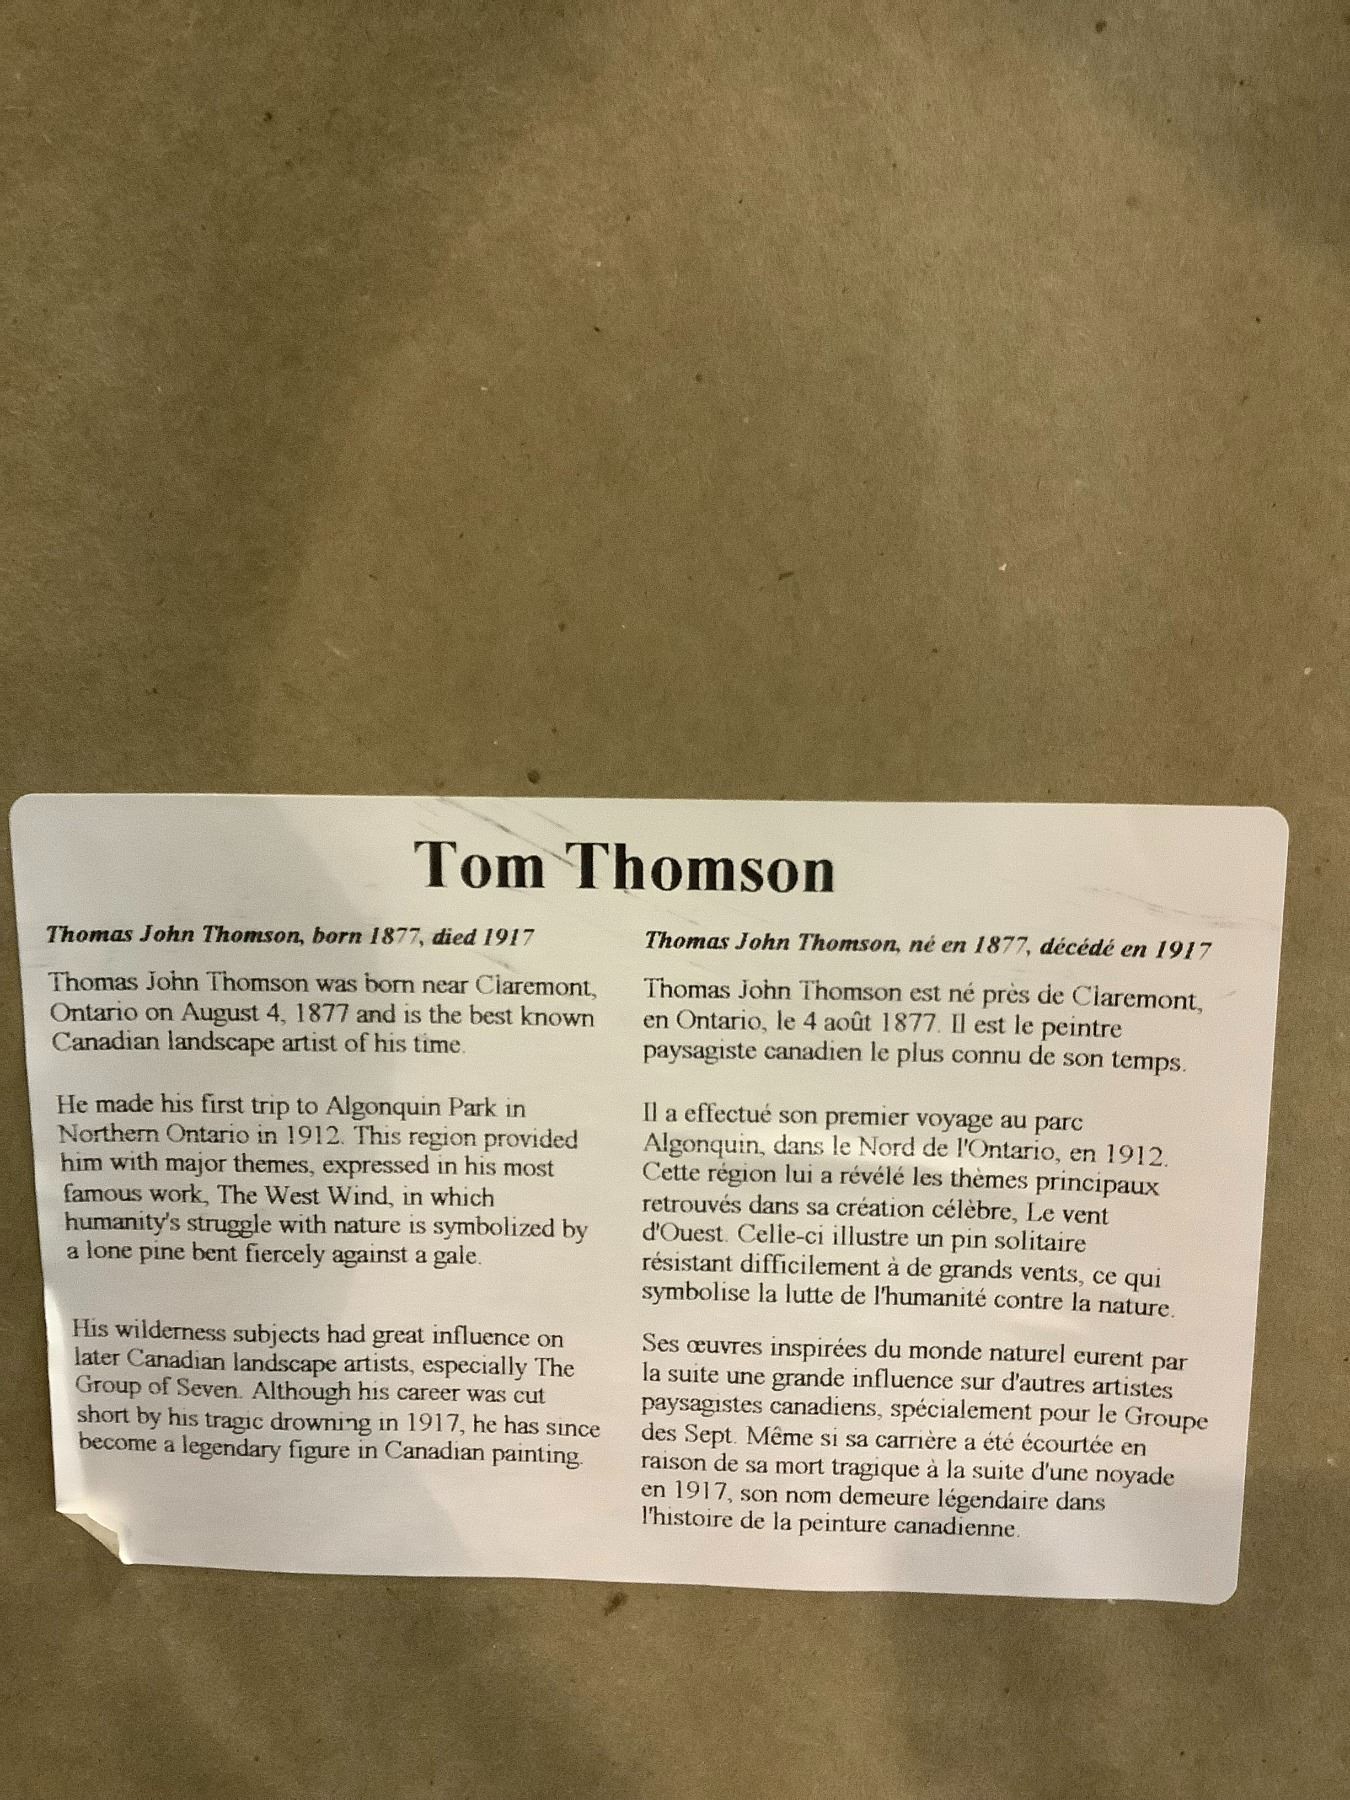 Tom Thomson
Thomas John Thomson, born 1877, died 1917
Thomas John Thomson was born near Claremont,
Ontario on August 4, 1877 and is the best known
Canadian landscape artist of his time.
He made his first trip to Algonquin Park in
Northern Ontario in 1912. This region provided
him with major themes, expressed in his most
famous work, The West Wind, in which
humanity's struggle with nature is symbolized by
a lone pine bent fiercely against a gale.
His wilderness subjects had great influence on
later Canadian landscape artists, especially The
Group of Seven. Although his career was cut
short by his tragic drowning in 1917, he has since
become a legendary figure in Canadian painting.
Thomas John Thomson, né en 1877, décédé en 1917
Thomas John Thomson est né près de Claremont,
en Ontario, le 4 août 1877. Il est le peintre
paysagiste canadien le plus connu de son temps.
Il a effectué son premier voyage au parc
Algonquin, dans le Nord de l'Ontario, en 1912.
Cette région lui a révélé les thèmes principaux
retrouvés dans sa création célèbre, Le vent
d'Ouest. Celle-ci illustre un pin solitaire
résistant difficilement à de grands vents, ce qui
symbolise la lutte de l'humanité contre la nature.
Ses œuvres inspirées du monde naturel eurent par
la suite une grande influence sur d'autres artistes
paysagistes canadiens, spécialement pour le Groupe
des Sept. Même si sa carrière a été écourtée en
raison de sa mort tragique à la suite d'une noyade
en 1917, son nom demeure légendaire dans
l'histoire de la peinture canadienne.